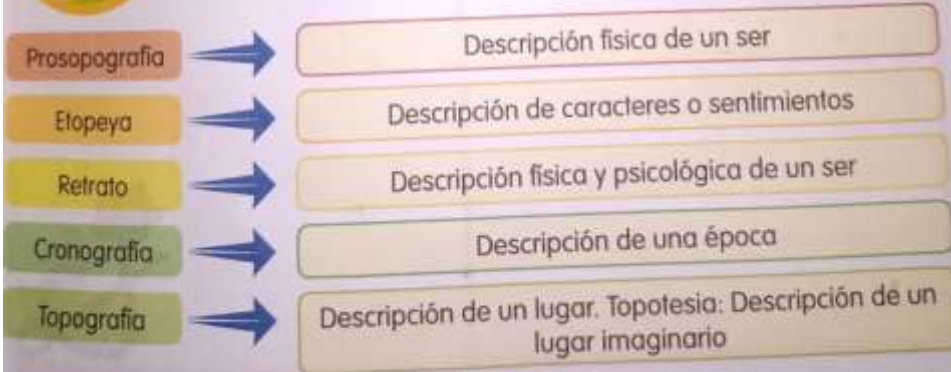 Prosopografía
Descripción física de un ser
Etopeya
Descripción de caracteres o sentimientos
Retrato
Descripción física y psicológica de un ser
Cronografía
Descripción de una época
Topografía
Descripción de un lugar. Topotesia: Descripción de un
lugar imaginario